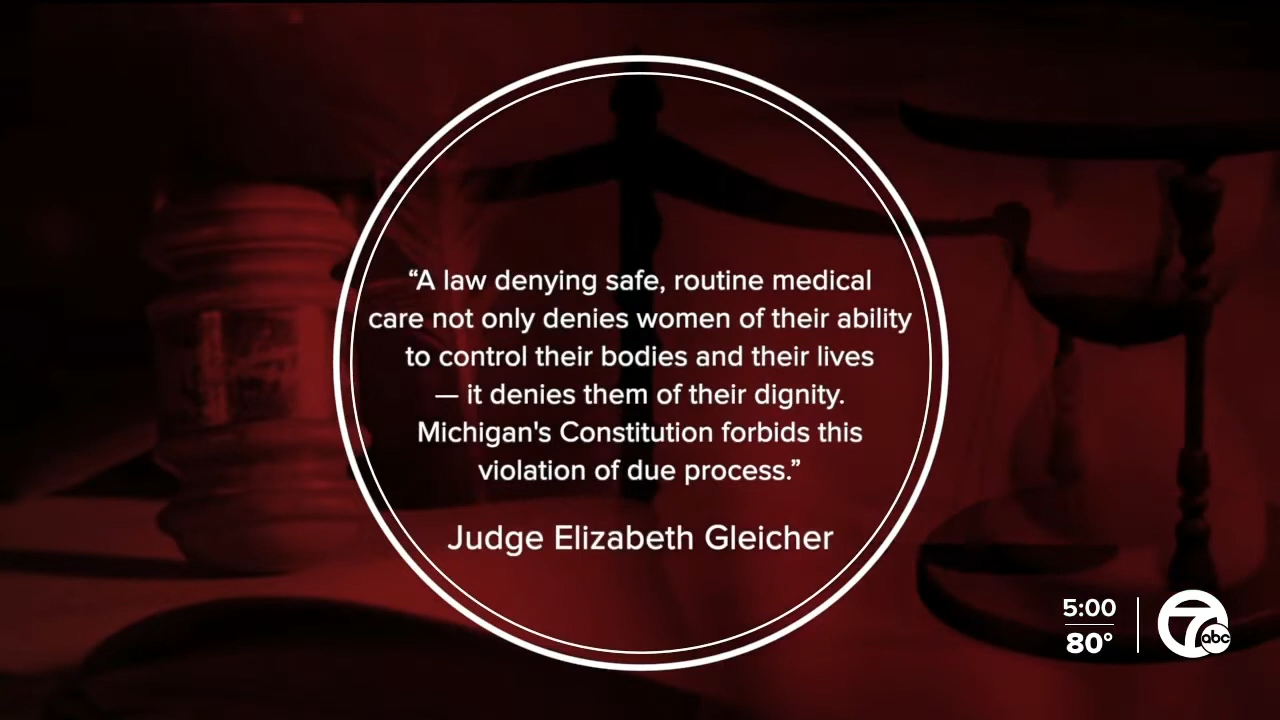 “A law denying safe, routine medical
care not only denies women of their ability
to control their bodies and their lives
— it denies them of their dignity.
Michigan's Constitution forbids this
violation of due process.”
Judge Elizabeth Gleicher
5:00
80°
7
abc